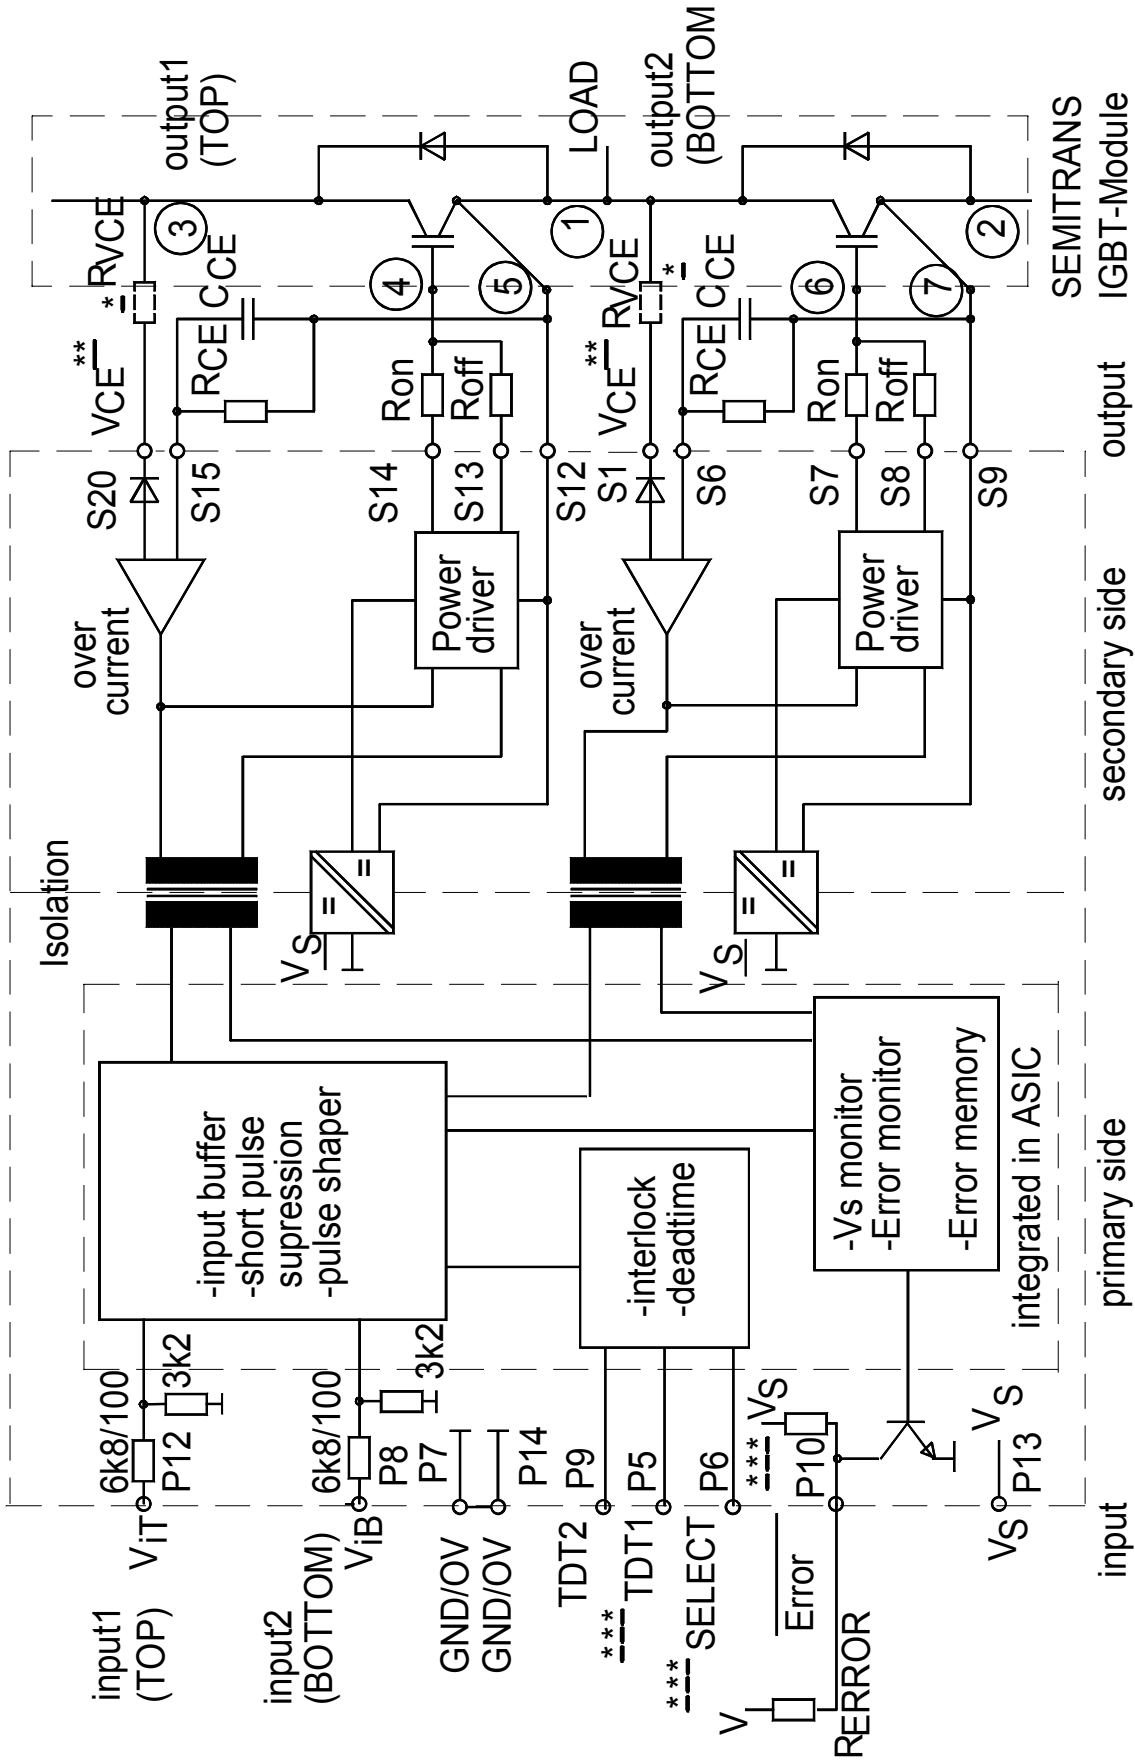 input1
(TOP)
ViT
6k8/100
P12
3k2
input2
(BOTTOM)
ViB
6k8/100
P8
3k2
GND/OV
P7
GND/OV
P14
TDT2
P9
***
TDT1
P5
***
SELECT
P6
***
VS
P10
Error
V
RERROR
VS
P13
VS
input
-input buffer
-short pulse
supression
-pulse shaper
-interlock
-deadtime
-Vs monitor
-Error monitor
-Error memory
integrated in ASIC
primary side
Isolation
VS
=
=
VS
=
=
over
current
Power
driver
over
current
Power
driver
secondary side
S20
S15
S14
S13
S12
S1
S6
S7
S8
S9
output
**
VCE
* RVCE
RCE
CCE
Ron
Roff
**
VCE
RVCE
*
RCE
CCE
Ron
Roff
3
4
5
1
6
7
2
output1
(TOP)
LOAD
output2
(BOTTOM)
SEMITRANS
IGBT-Module